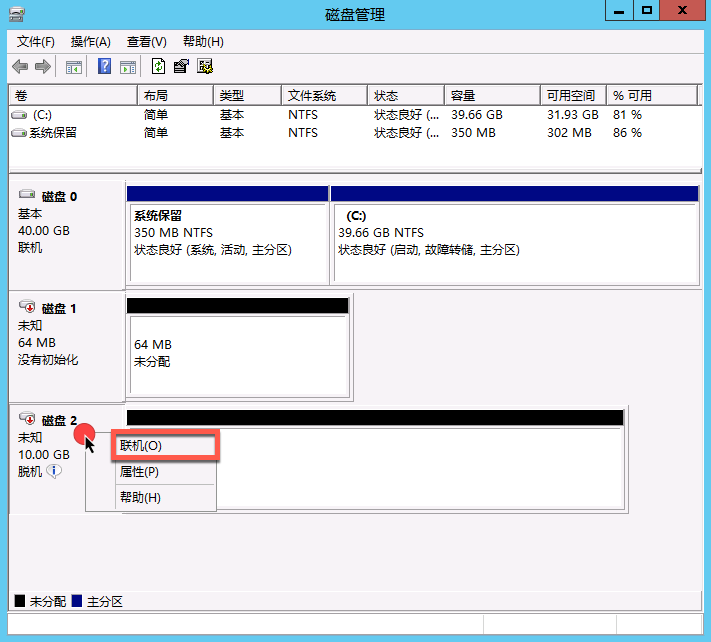 磁盘管理
文件(F) 操作(A) 查看(V) 帮助(H)
卷 布局 类型 文件系统 状态 容量 可用空间 % 可用
(C:) 简单 基本 NTFS 状态良好 (... 39.66 GB 31.93 GB 81 %
系统保留 简单 基本 NTFS 状态良好 (... 350 MB 302 MB 86 %
磁盘 0
基本
40.00 GB
联机
系统保留
350 MB NTFS
状态良好 (系统, 活动, 主分区)
(C:)
39.66 GB NTFS
状态良好 (启动, 故障转储, 主分区)
磁盘 1
未知
64 MB
没有初始化
64 MB
未分配
磁盘 2
未知
10.00 GB
脱机
联机(O)
属性(P)
帮助(H)
未分配 主分区